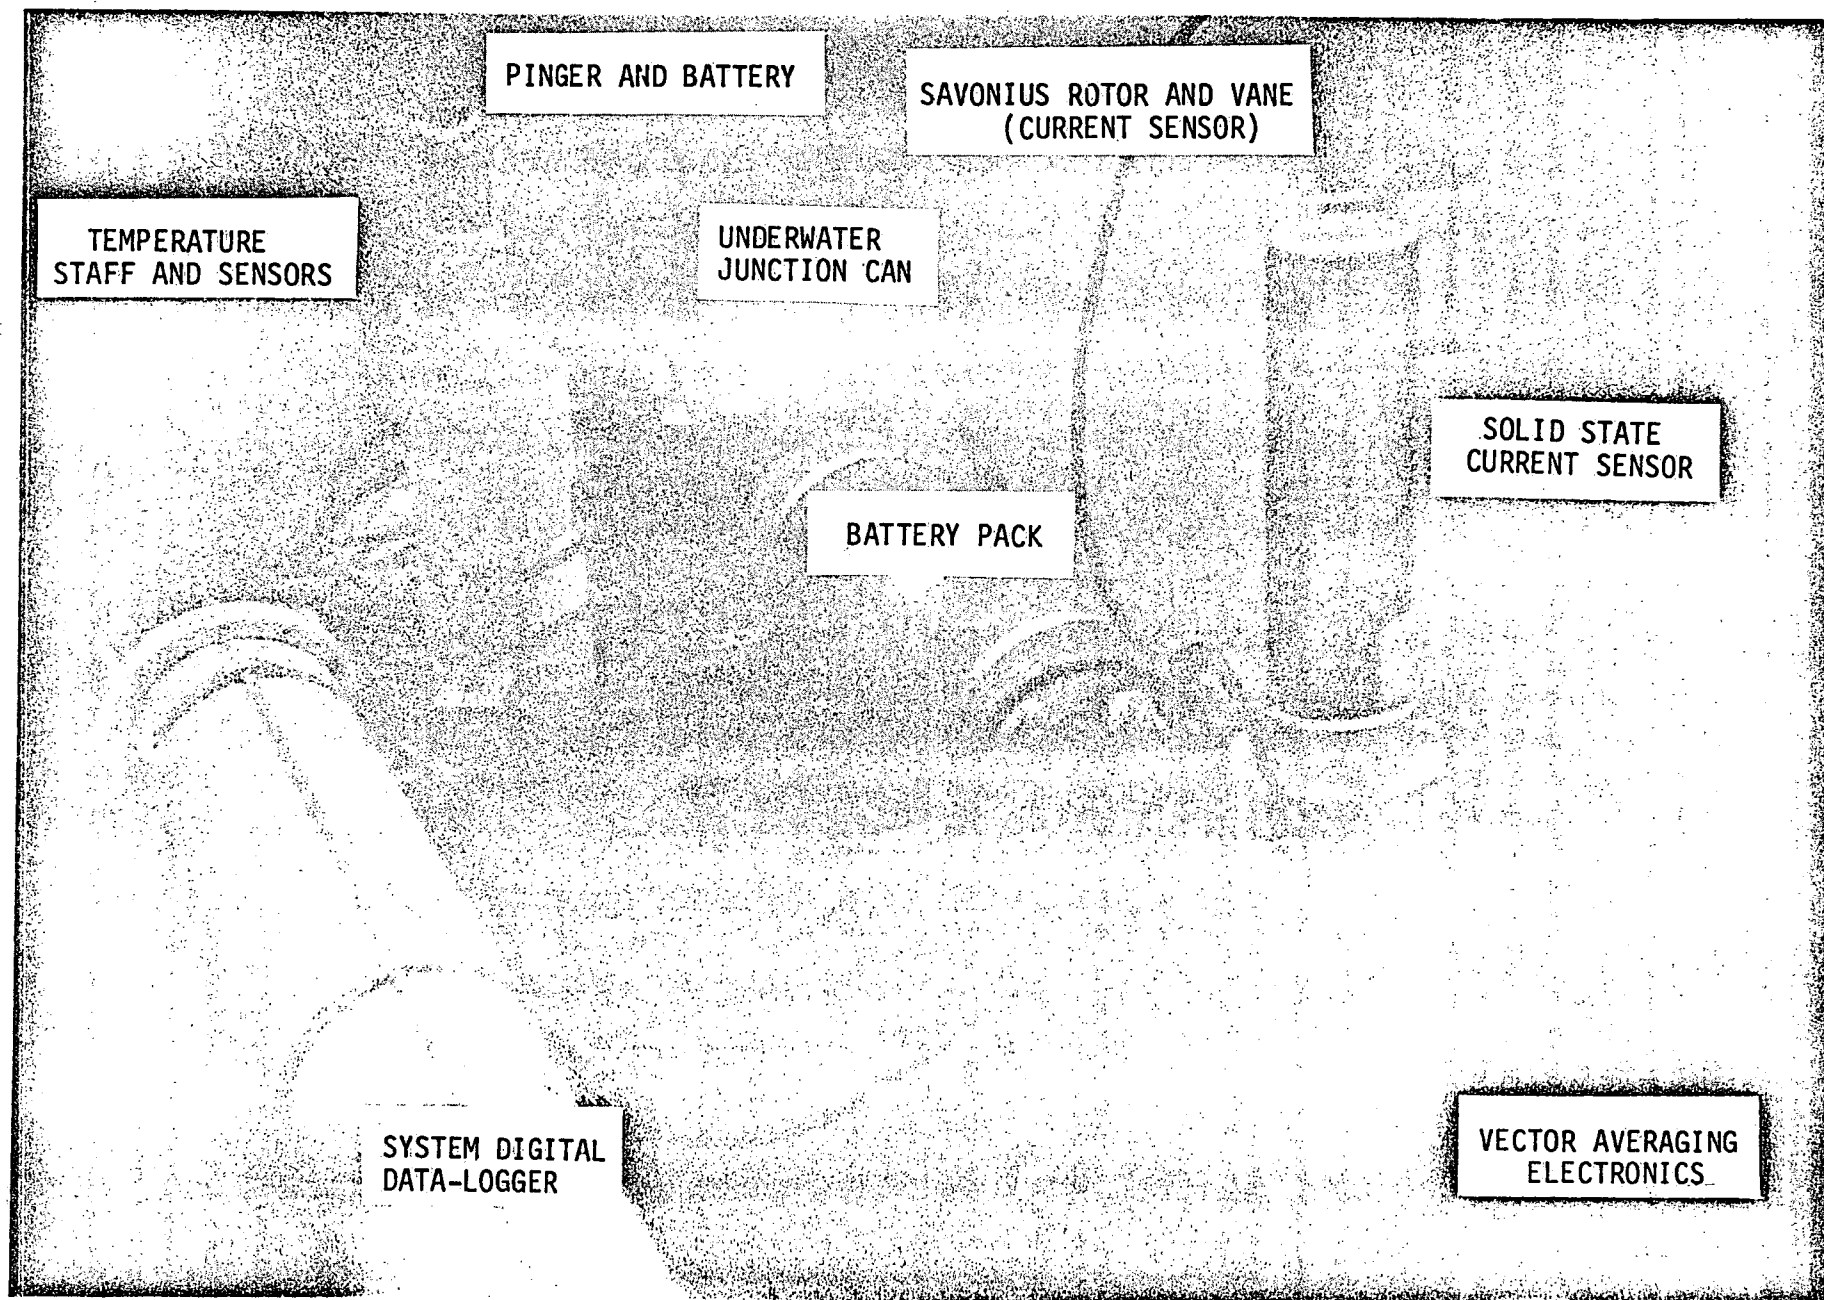 PINGER AND BATTERY
SAVONIUS ROTOR AND VANE
(CURRENT SENSOR)
TEMPERATURE
STAFF AND SENSORS
UNDERWATER
JUNCTION CAN
SOLID STATE
CURRENT SENSOR
BATTERY PACK
SYSTEM DIGITAL
DATA-LOGGER
VECTOR AVERAGING
ELECTRONICS